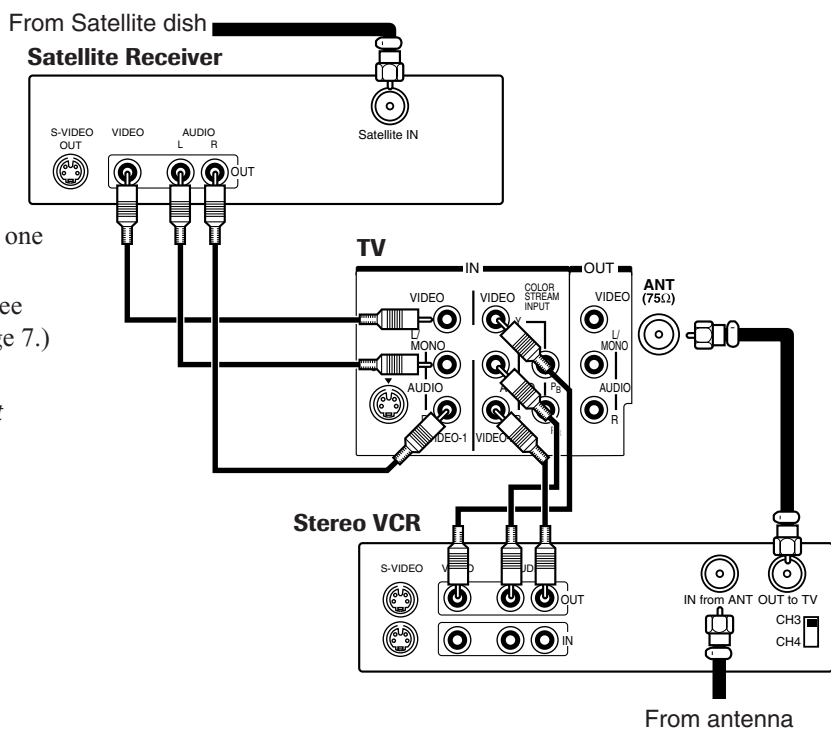 From Satellite dish
Satellite Receiver
S-VIDEO
OUT
VIDEO
AUDIO
L R
OUT
Satellite IN
one
ee
e 7.)
t
TV
IN
OUT
VIDEO
VIDEO
COLOR
STREAM
INPUT
Y
VIDEO
ANT
(75Ω)
L/
MONO
L/
MONO
AUDIO
PB
AUDIO
R
VIDEO-1
Stereo VCR
S-VIDEO
OUT
IN
IN from ANT
OUT to TV
CH3
CH4
From antenna